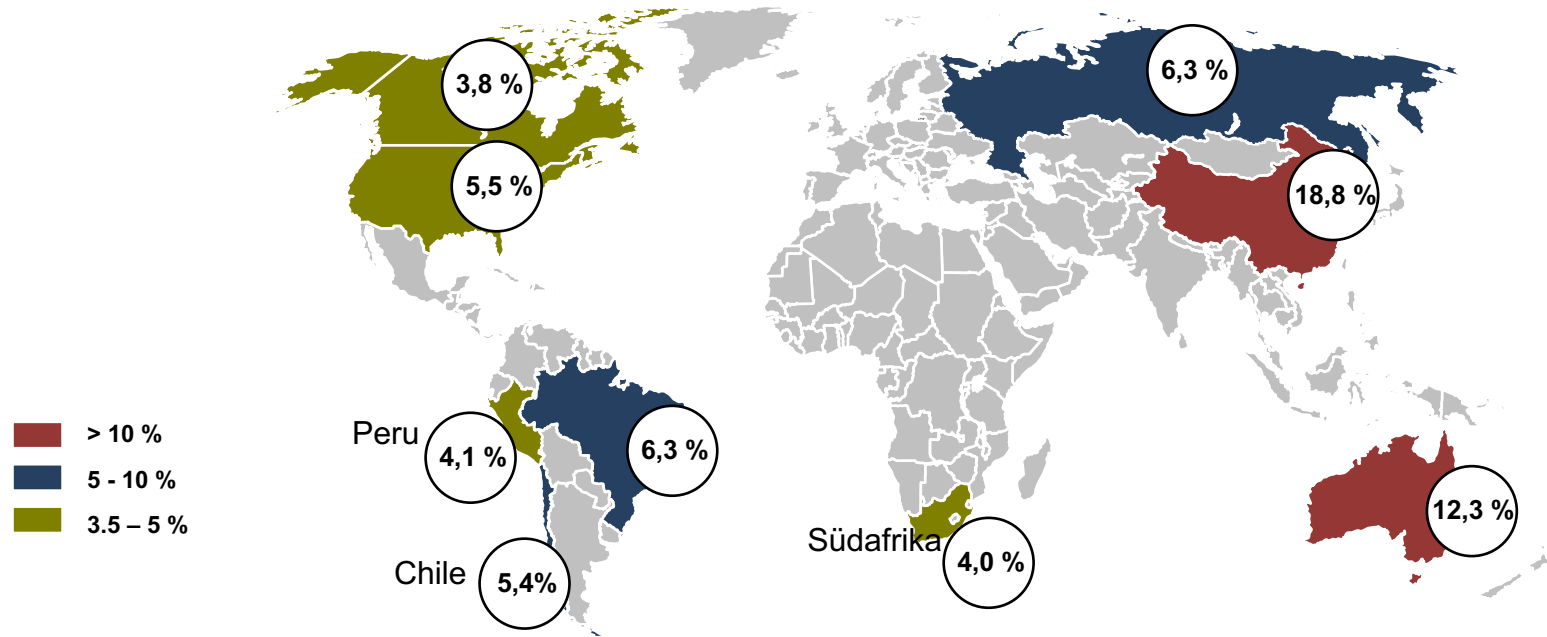 3,8 %
6,3 %
5,5 %
18,8 %
Peru
4,1 %
6,3 %
> 10 %
5 - 10 %
3.5 – 5 %
12,3 %
Südafrika
4,0 %
Chile
5,4%